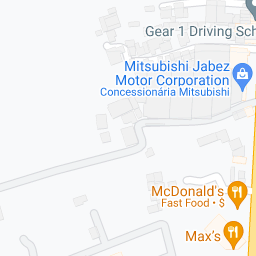 Gear 1 Driving Sch
Mitsubishi Jabez
Motor Corporation
Concessionária Mitsubishi
McDonald's
Fast Food • $
Max's